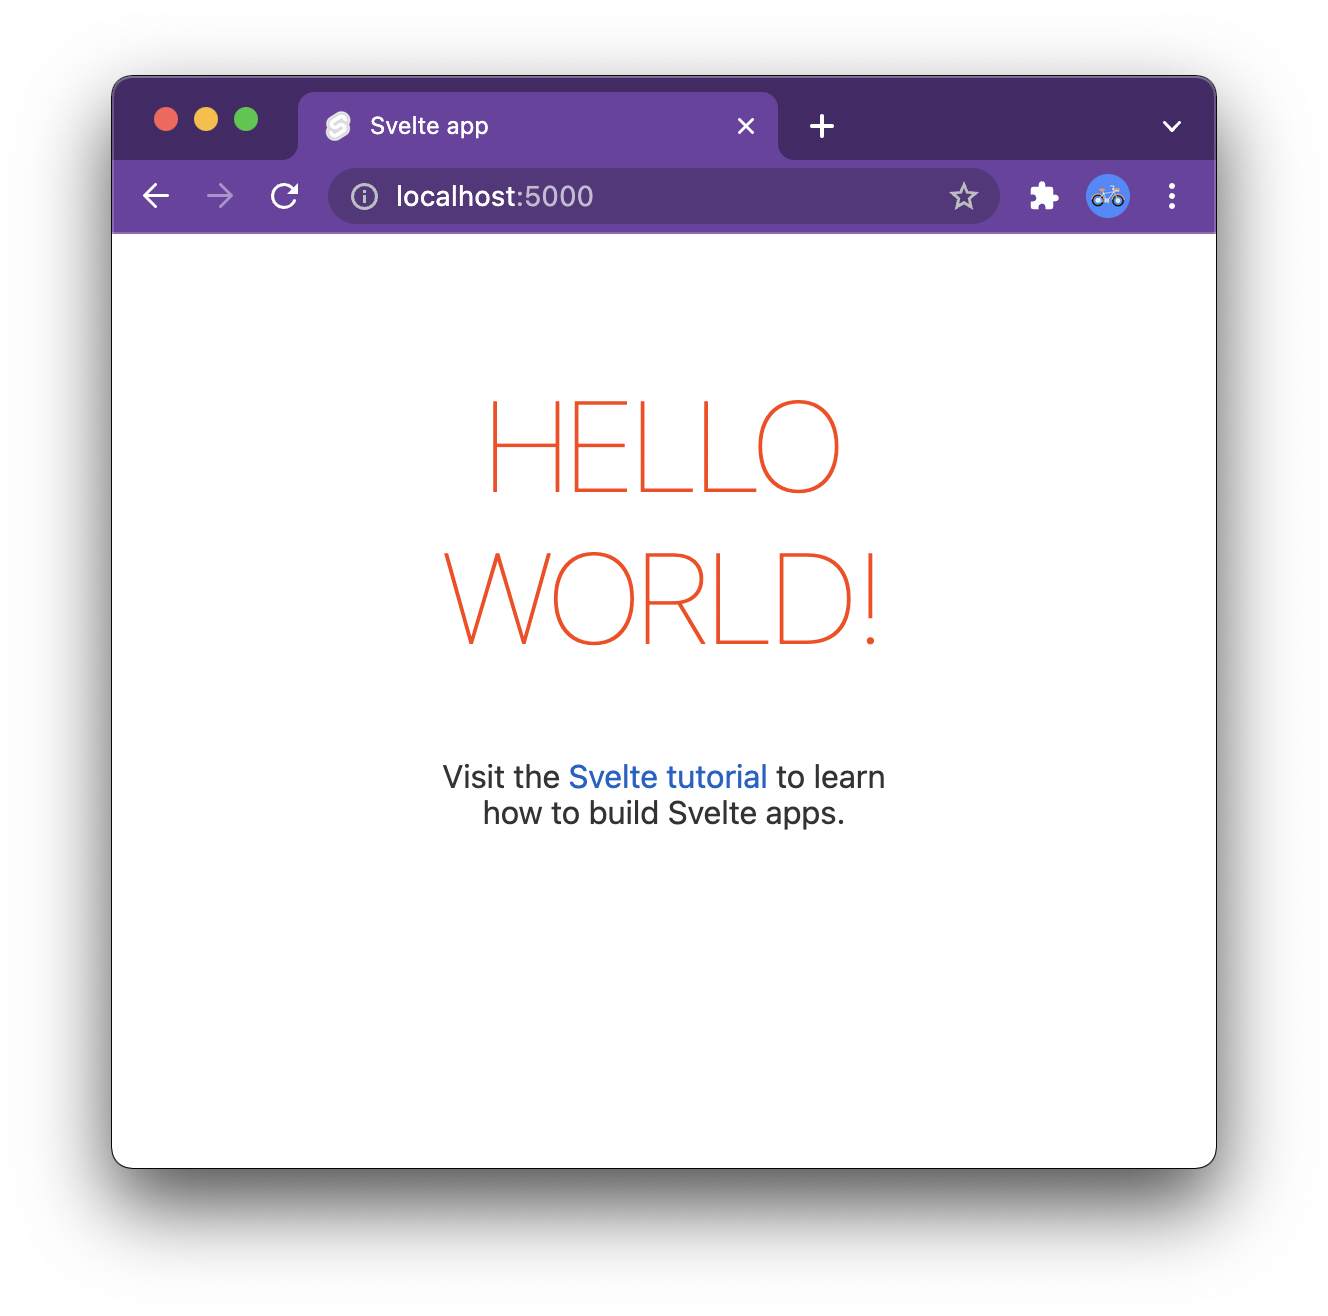 Svelte app
localhost:5000
HELLO
WORLD!
Visit the Svelte tutorial to learn
how to build Svelte apps.